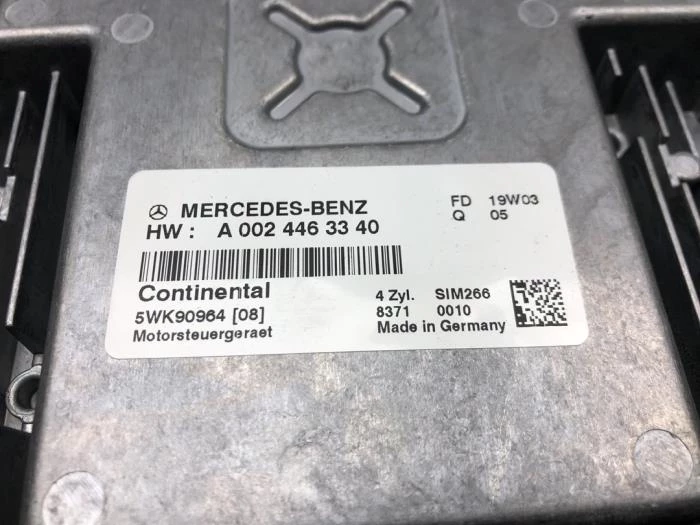 MERCEDES-BENZ
HW : A 002 446 33 40
FD 19W03
Q 05
Continental
5WK90964 [08]
Motorsteuergeraet
4 Zyl. SIM266
8371 0010
Made in Germany